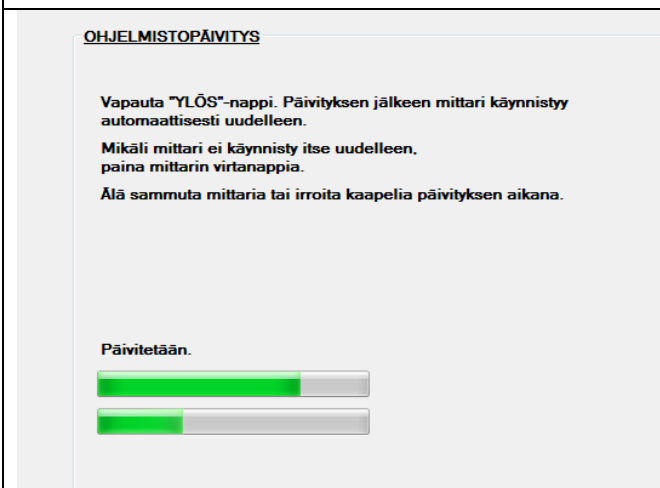 OHJELMISTOPÄIVITYS
Vapauta "YLÖS"-nappi. Päivityksen jälkeen mittari käynnistyy
automaattisesti uudelleen.
Mikäli mittari ei käynnisty itse uudelleen,
paina mittarin virtanappia.
Älä sammuta mittaria tai irroita kaapelia päivityksen aikana.
Päivitetään.